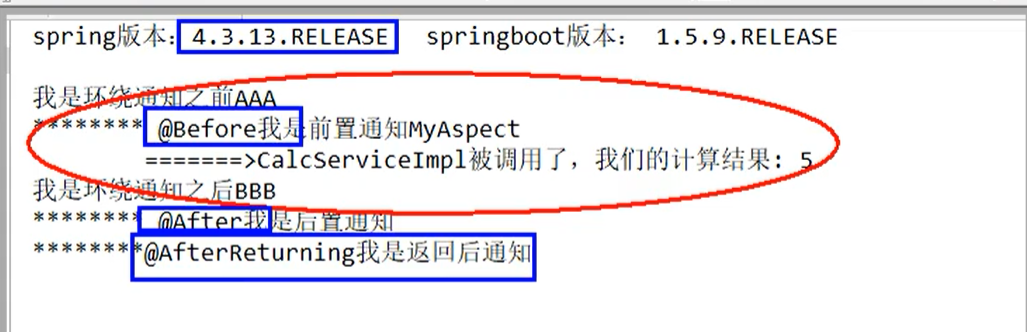 spring版本: 4.3.13.RELEASE springboot版本: 1.5.9.RELEASE
我是环绕通知之前AAA
******** @Before我是前置通知MyAspect
=======>CalcServiceImpl被调用了，我们的计算结果: 5
我是环绕通知之后BBB
******** @After我是后置通知
********@AfterReturning我是返回后通知